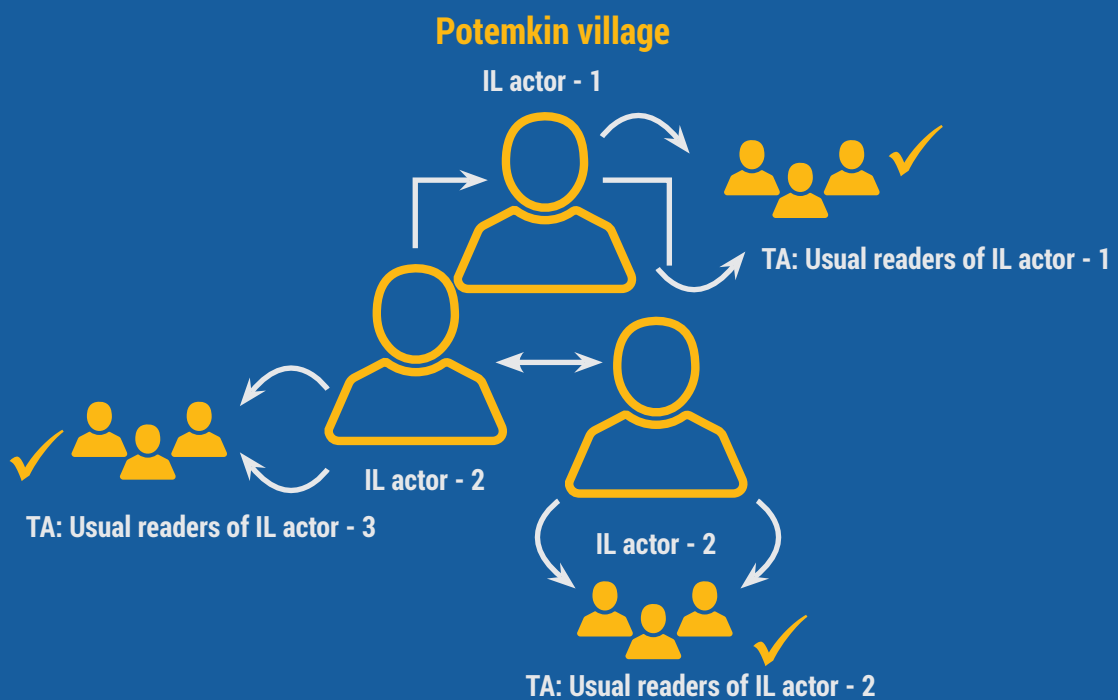 Potemkin village
IL actor - 1
TA: Usual readers of IL actor - 1
IL actor - 2
TA: Usual readers of IL actor - 3
IL actor - 2
TA: Usual readers of IL actor - 2